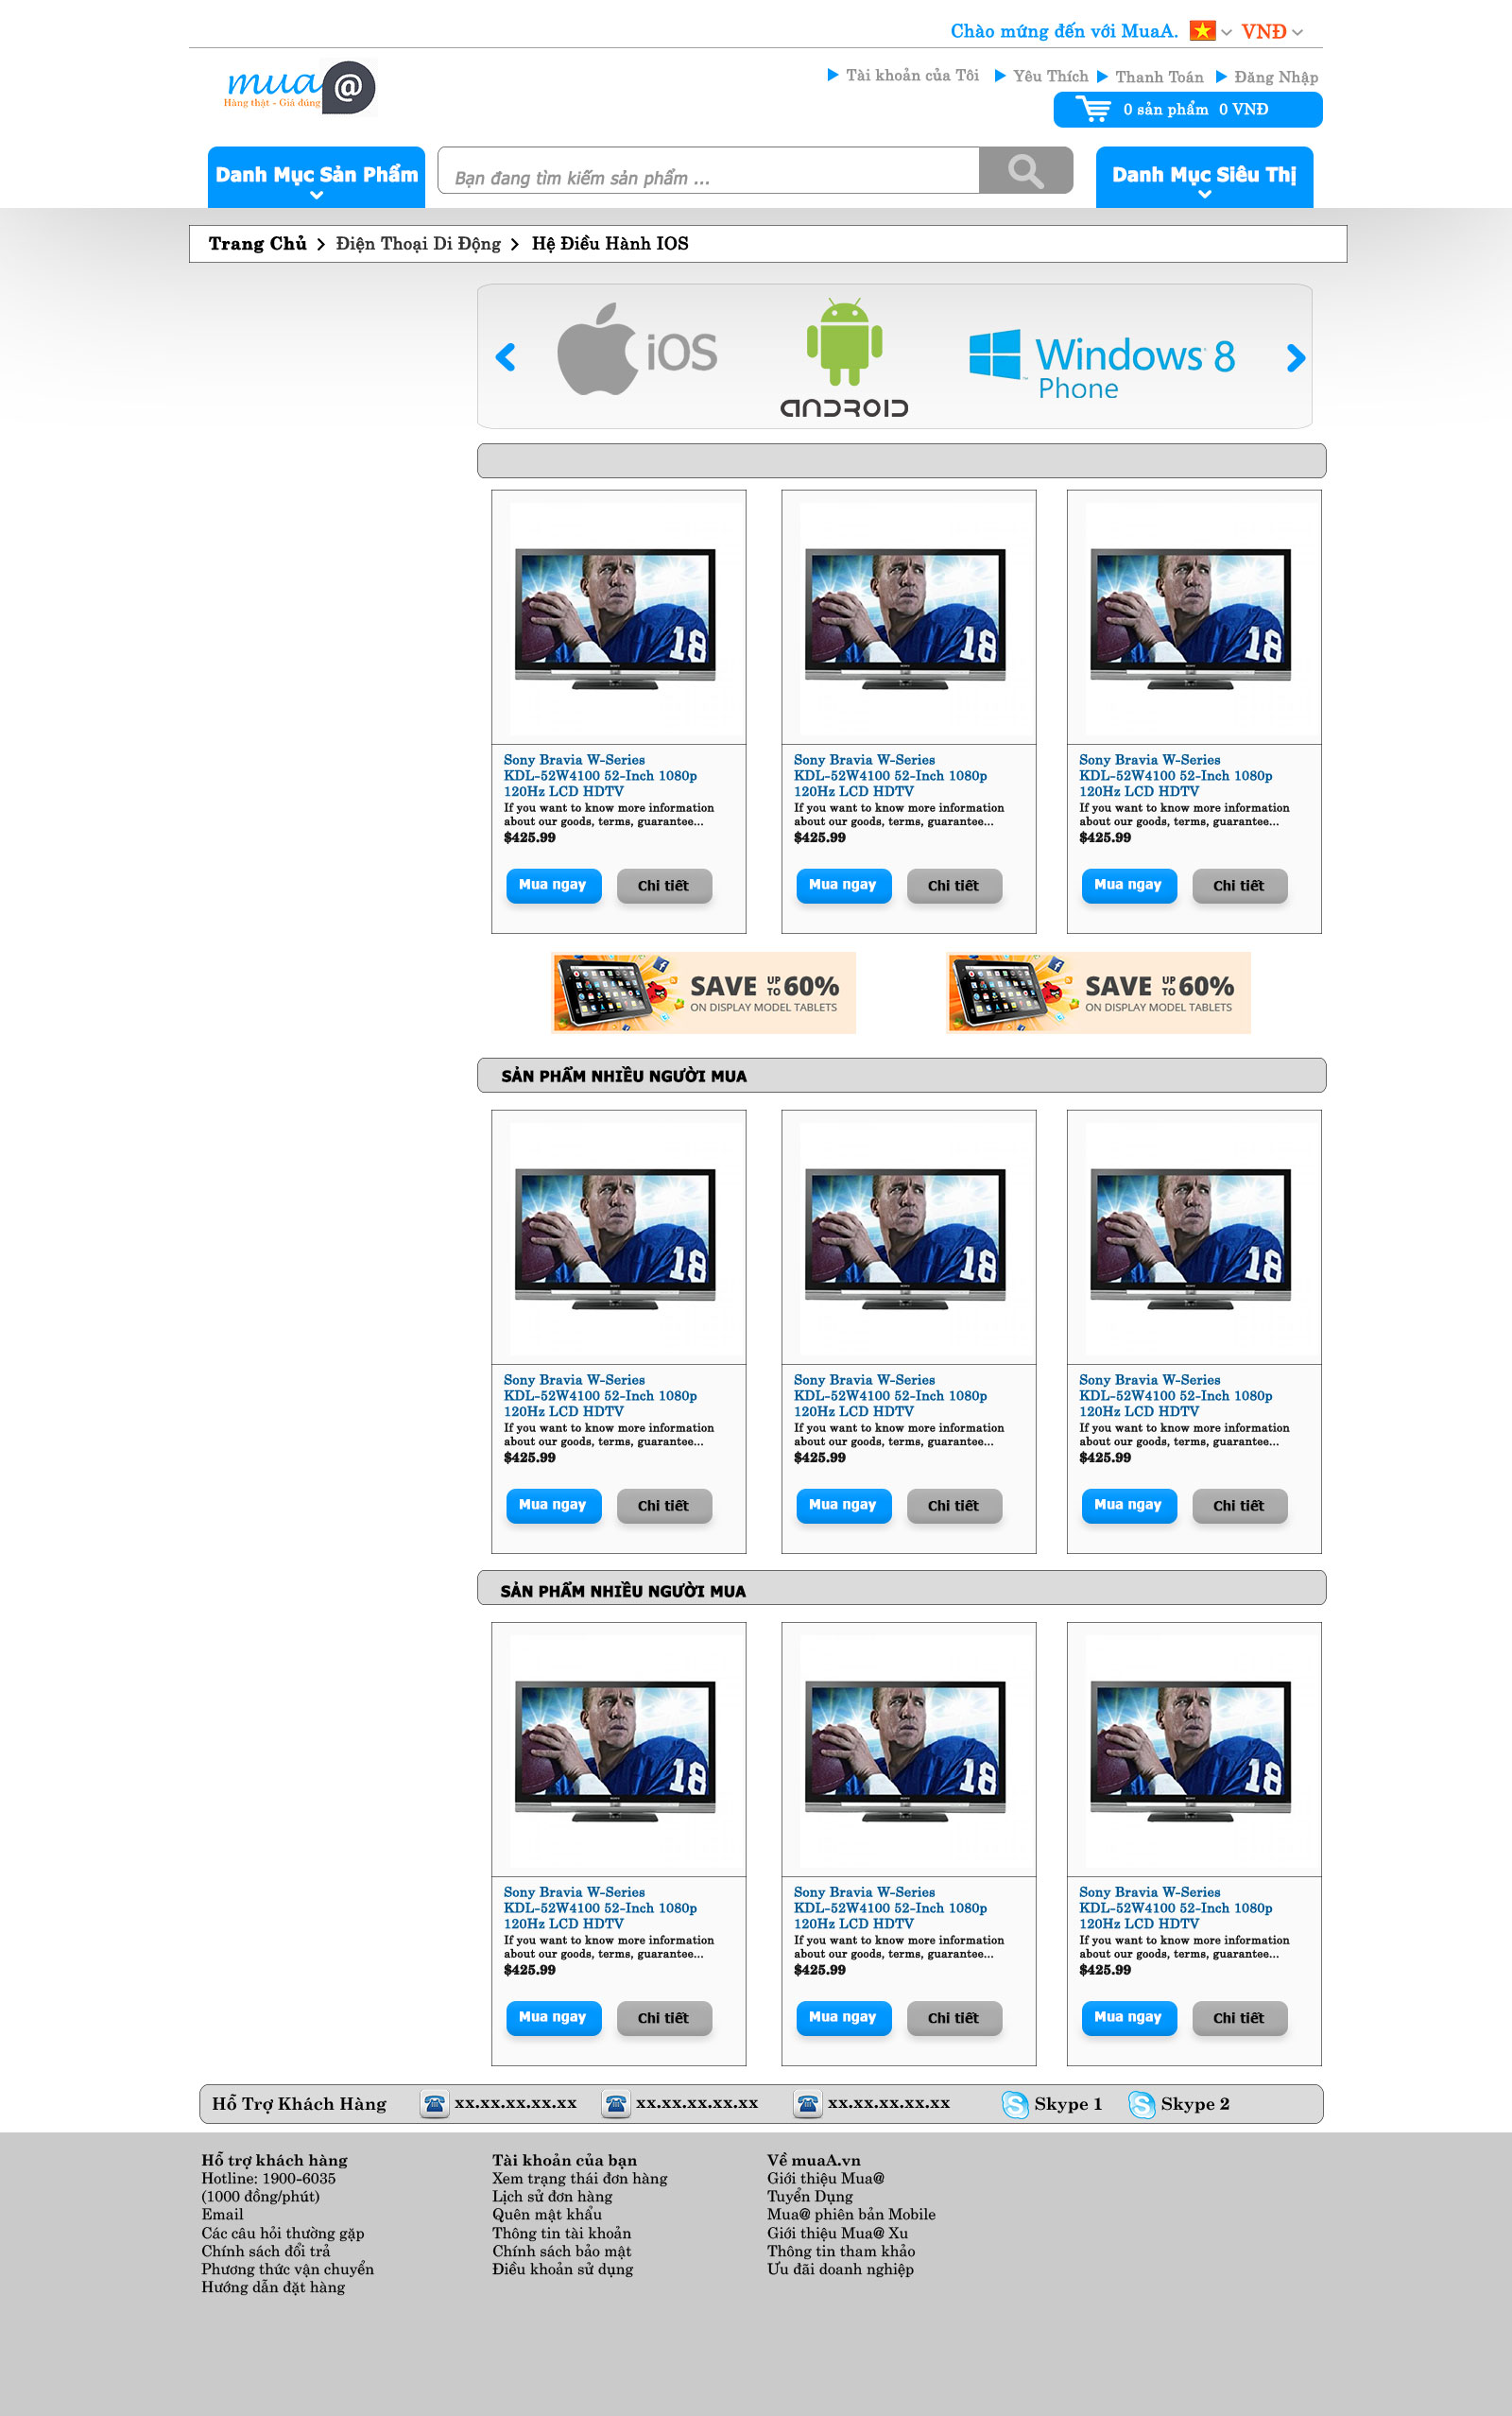 Chào mứng đến với MuaA. VNĐ
mua@
Hàng thật - Giá đúng
Tài khoản của Tôi Yêu Thích Thanh Toán Đăng Nhập
0 sản phẩm 0 VNĐ
Danh Mục Sản Phẩm
Bạn đang tìm kiếm sản phẩm ...
Danh Mục Siêu Thị
Trang Chủ Điện Thoại Di Động Hệ Điều Hành IOS
iOS
ANDROID
Windows 8
Phone
18 18 18
Sony Bravia W-Series Sony Bravia W-Series Sony Bravia W-Series
KDL-52W4100 52-Inch 1080p KDL-52W4100 52-Inch 1080p KDL-52W4100 52-Inch 1080p
120Hz LCD HDTV 120Hz LCD HDTV 120Hz LCD HDTV
If you want to know more information If you want to know more information If you want to know more information
about our goods, terms, guarantee... about our goods, terms, guarantee... about our goods, terms, guarantee...
$425.99 $425.99 $425.99
Mua ngay Chi tiết Mua ngay Chi tiết Mua ngay Chi tiết
SAVE UP TO 60% SAVE UP TO 60%
ON DISPLAY MODEL TABLETS ON DISPLAY MODEL TABLETS
SẢN PHẨM NHIỀU NGƯỜI MUA
18 18 18
Sony Bravia W-Series Sony Bravia W-Series Sony Bravia W-Series
KDL-52W4100 52-Inch 1080p KDL-52W4100 52-Inch 1080p KDL-52W4100 52-Inch 1080p
120Hz LCD HDTV 120Hz LCD HDTV 120Hz LCD HDTV
If you want to know more information If you want to know more information If you want to know more information
about our goods, terms, guarantee... about our goods, terms, guarantee... about our goods, terms, guarantee...
$425.99 $425.99 $425.99
Mua ngay Chi tiết Mua ngay Chi tiết Mua ngay Chi tiết
SẢN PHẨM NHIỀU NGƯỜI MUA
18 18 18
Sony Bravia W-Series Sony Bravia W-Series Sony Bravia W-Series
KDL-52W4100 52-Inch 1080p KDL-52W4100 52-Inch 1080p KDL-52W4100 52-Inch 1080p
120Hz LCD HDTV 120Hz LCD HDTV 120Hz LCD HDTV
If you want to know more information If you want to know more information If you want to know more information
about our goods, terms, guarantee... about our goods, terms, guarantee... about our goods, terms, guarantee...
$425.99 $425.99 $425.99
Mua ngay Chi tiết Mua ngay Chi tiết Mua ngay Chi tiết
Hỗ Trợ Khách Hàng xx.xx.xx.xx.xx xx.xx.xx.xx.xx xx.xx.xx.xx.xx Skype 1 Skype 2
Hỗ trợ khách hàng
Hotline: 1900-6035
(1000 đồng/phút)
Email
Các câu hỏi thường gặp
Chính sách đổi trả
Phương thức vận chuyển
Hướng dẫn đặt hàng
Tài khoản của bạn
Xem trạng thái đơn hàng
Lịch sử đơn hàng
Quên mật khẩu
Thông tin tài khoản
Chính sách bảo mật
Điều khoản sử dụng
Về muaA.vn
Giới thiệu Mua@
Tuyển Dụng
Mua@ phiên bản Mobile
Giới thiệu Mua@ Xu
Thông tin tham khảo
Ưu đãi doanh nghiệp